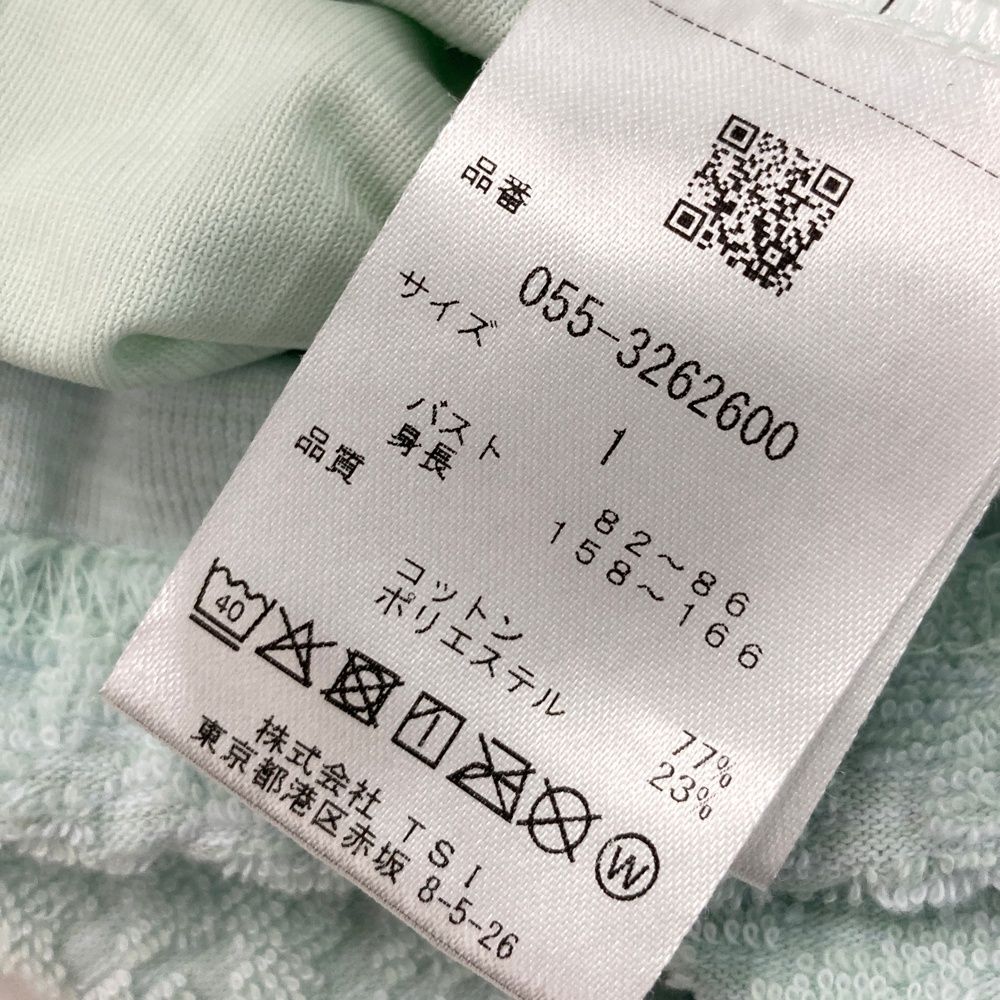 品番
055-3262600
サイズ
1
バスト 82～86
身長 158～166
品質
コットン 77%
ポリエステル 23%
40
W
株式会社 TSI
東京都港区赤坂 8-5-26